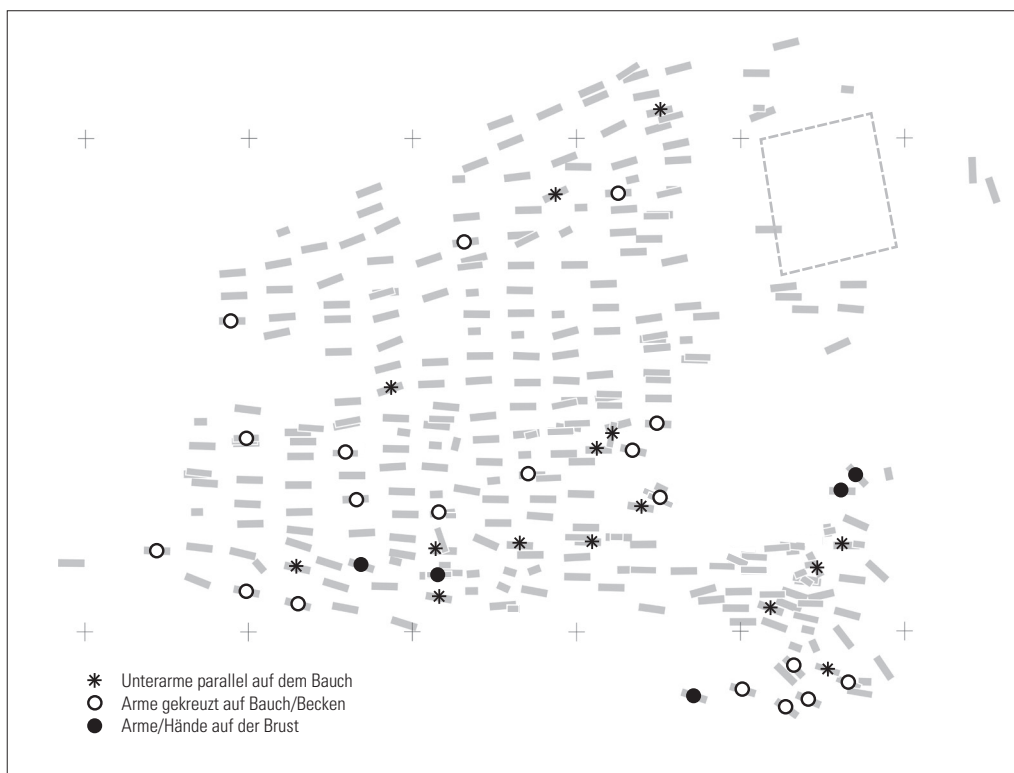 Unterarme parallel auf dem Bauch
Arme gekreuzt auf Bauch/Becken
Arme/Hände auf der Brust